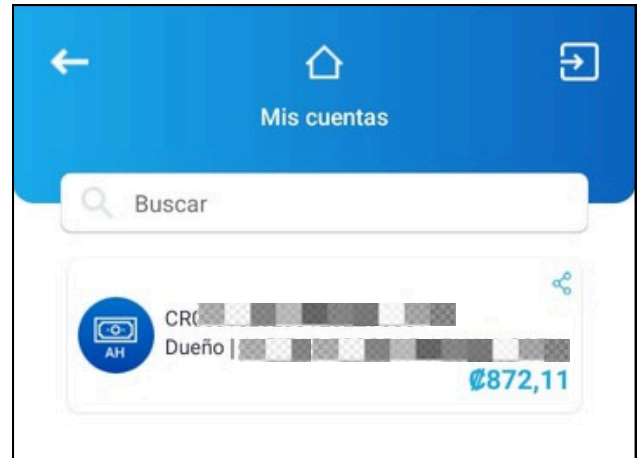 Mis cuentas
Buscar
CR
AH
Dueño |
₡872,11